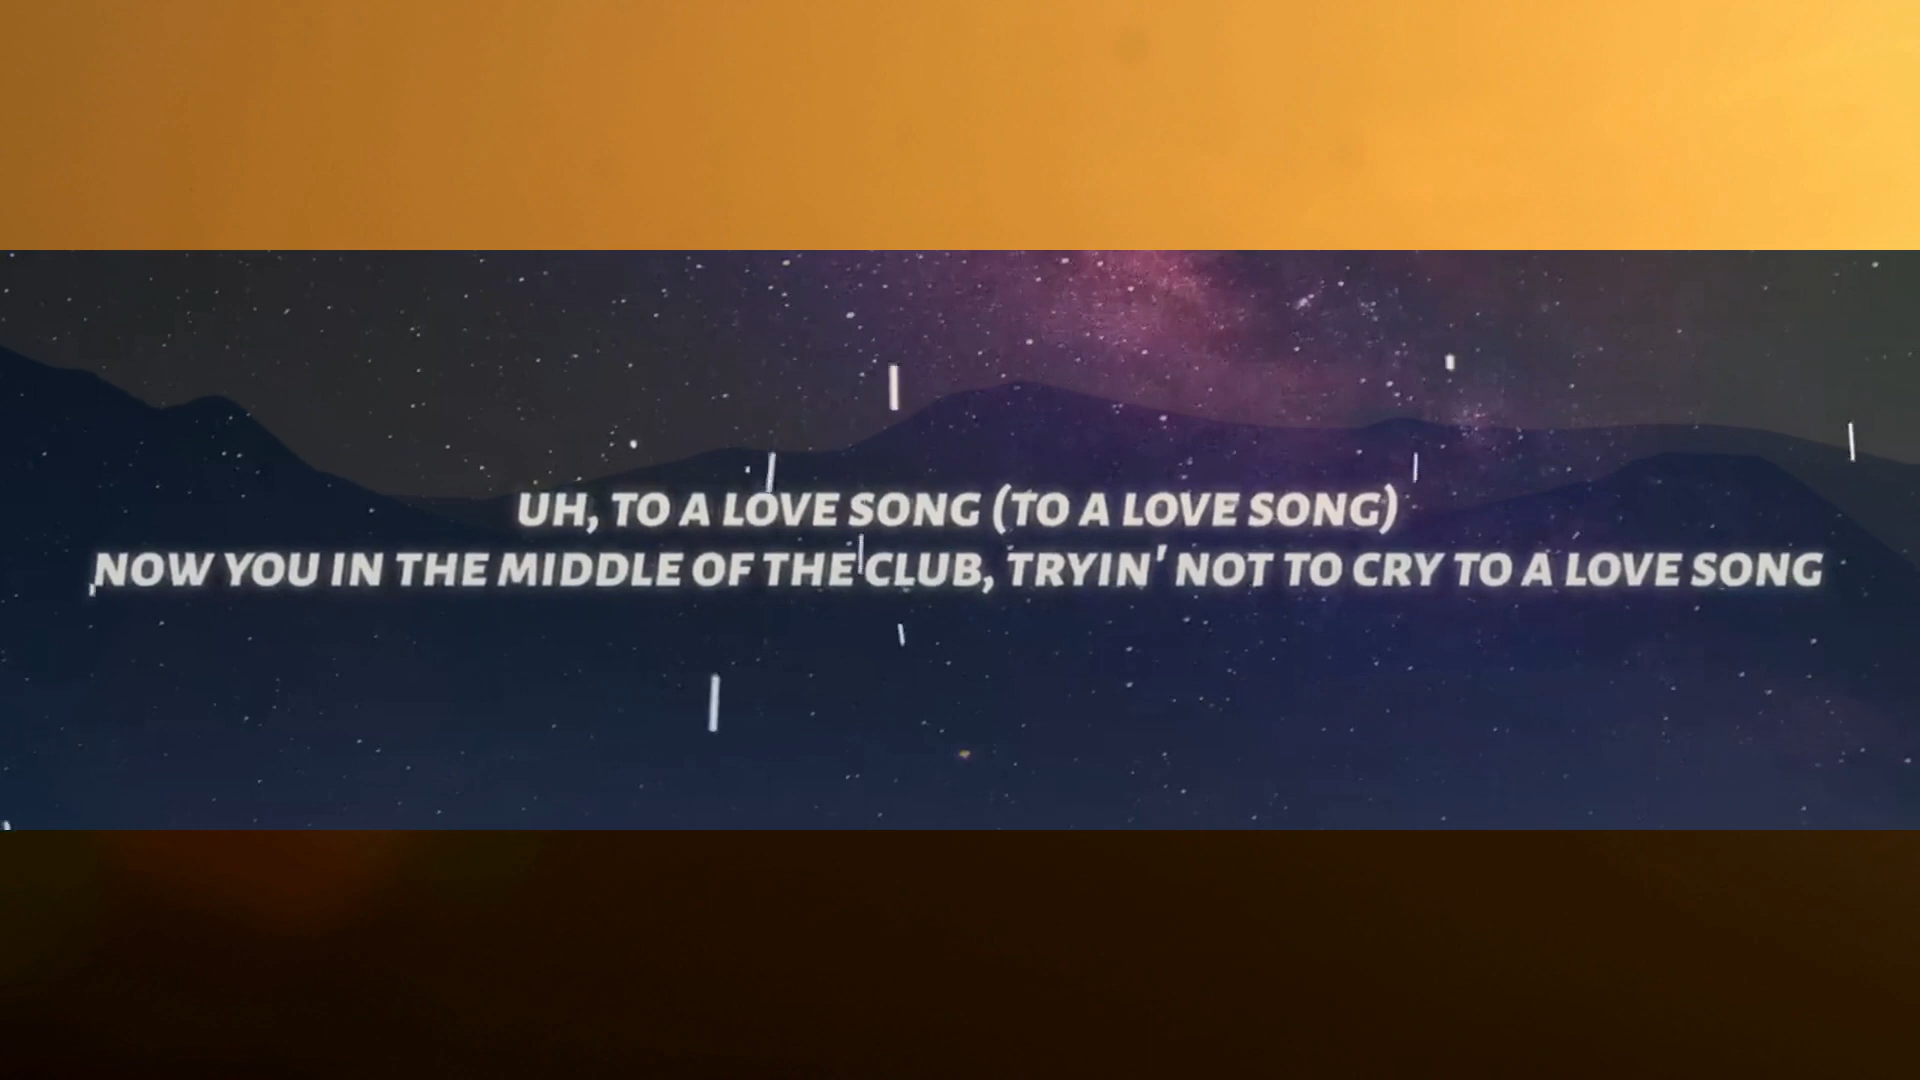 UH, TO A LOVE SONG (TO A LOVE SONG)
NOW YOU IN THE MIDDLE OF THE CLUB, TRYIN' NOT TO CRY TO A LOVE SONG